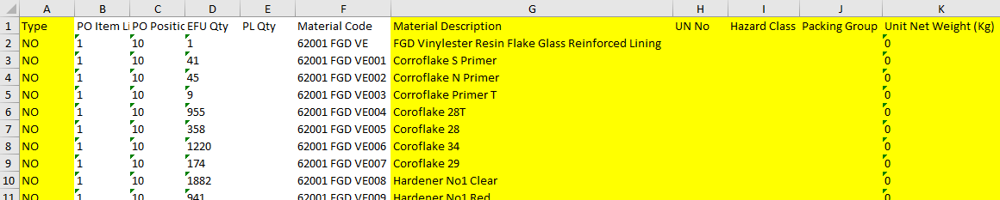 A B C D E F G H I J K
1 Type PO Item Li PO Positic EFU Qty PL Qty Material Code Material Description UN No Hazard Class Packing Group Unit Net Weight (Kg)
2 NO 1 10 1 62001 FGD VE FGD Vinylester Resin Flake Glass Reinforced Lining 0
3 NO 1 10 41 62001 FGD VE001 Corroflake S Primer 0
4 NO 1 10 45 62001 FGD VE002 Corroflake N Primer 0
5 NO 1 10 9 62001 FGD VE003 Corroflake Primer T 0
6 NO 1 10 955 62001 FGD VE004 Coroflake 28T 0
7 NO 1 10 358 62001 FGD VE005 Coroflake 28 0
8 NO 1 10 1220 62001 FGD VE006 Coroflake 34 0
9 NO 1 10 174 62001 FGD VE007 Coroflake 29 0
10 NO 1 10 1882 62001 FGD VE008 Hardener No1 Clear 0
11 NO 1 10 941 62001 FGD VE009 Hardener No1 Red 0